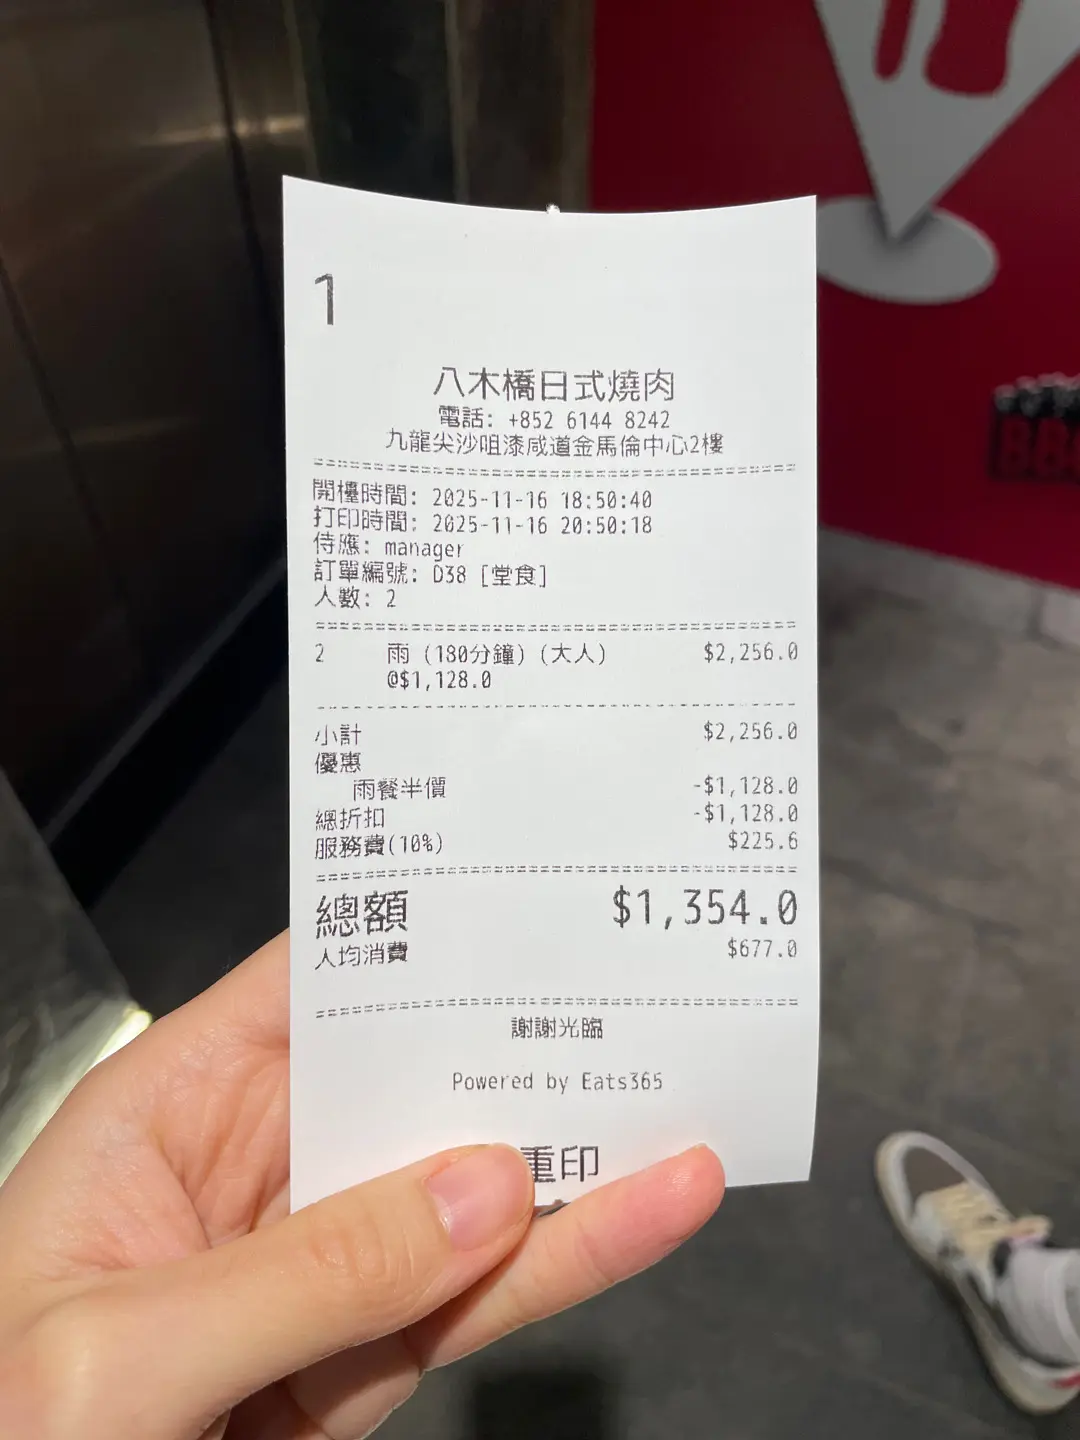 1
八木橋日式燒肉
電話: +852 6144 8242
九龍尖沙咀漆咸道金馬倫中心2樓
開檯時間: 2025-11-16 18:50:40
打印時間: 2025-11-16 20:50:18
侍應: manager
訂單編號: D38 [堂食]
人數: 2
2 雨 (180分鐘) (大人) $2,256.0
@$1,128.0
小計 $2,256.0
優惠
雨餐半價 -$1,128.0
總折扣 -$1,128.0
服務費(10%) $225.6
總額 $1,354.0
人均消費 $677.0
謝謝光臨
Powered by Eats365
重印